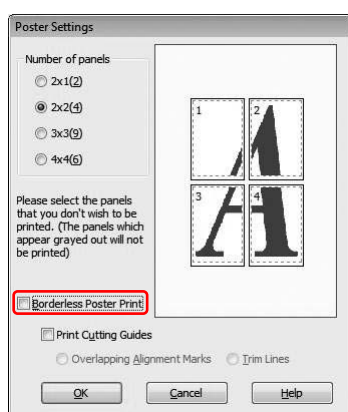 Poster Settings
Number of panels
2x1(2)
2x2(4)
3x3(9)
4x4(6)
1 2
3 4
Please select the panels
that you don't wish to be
printed. (The panels which
appear grayed out will not
be printed)
Borderless Poster Print
Print Cutting Guides
Overlapping Alignment Marks Trim Lines
OK Cancel Help